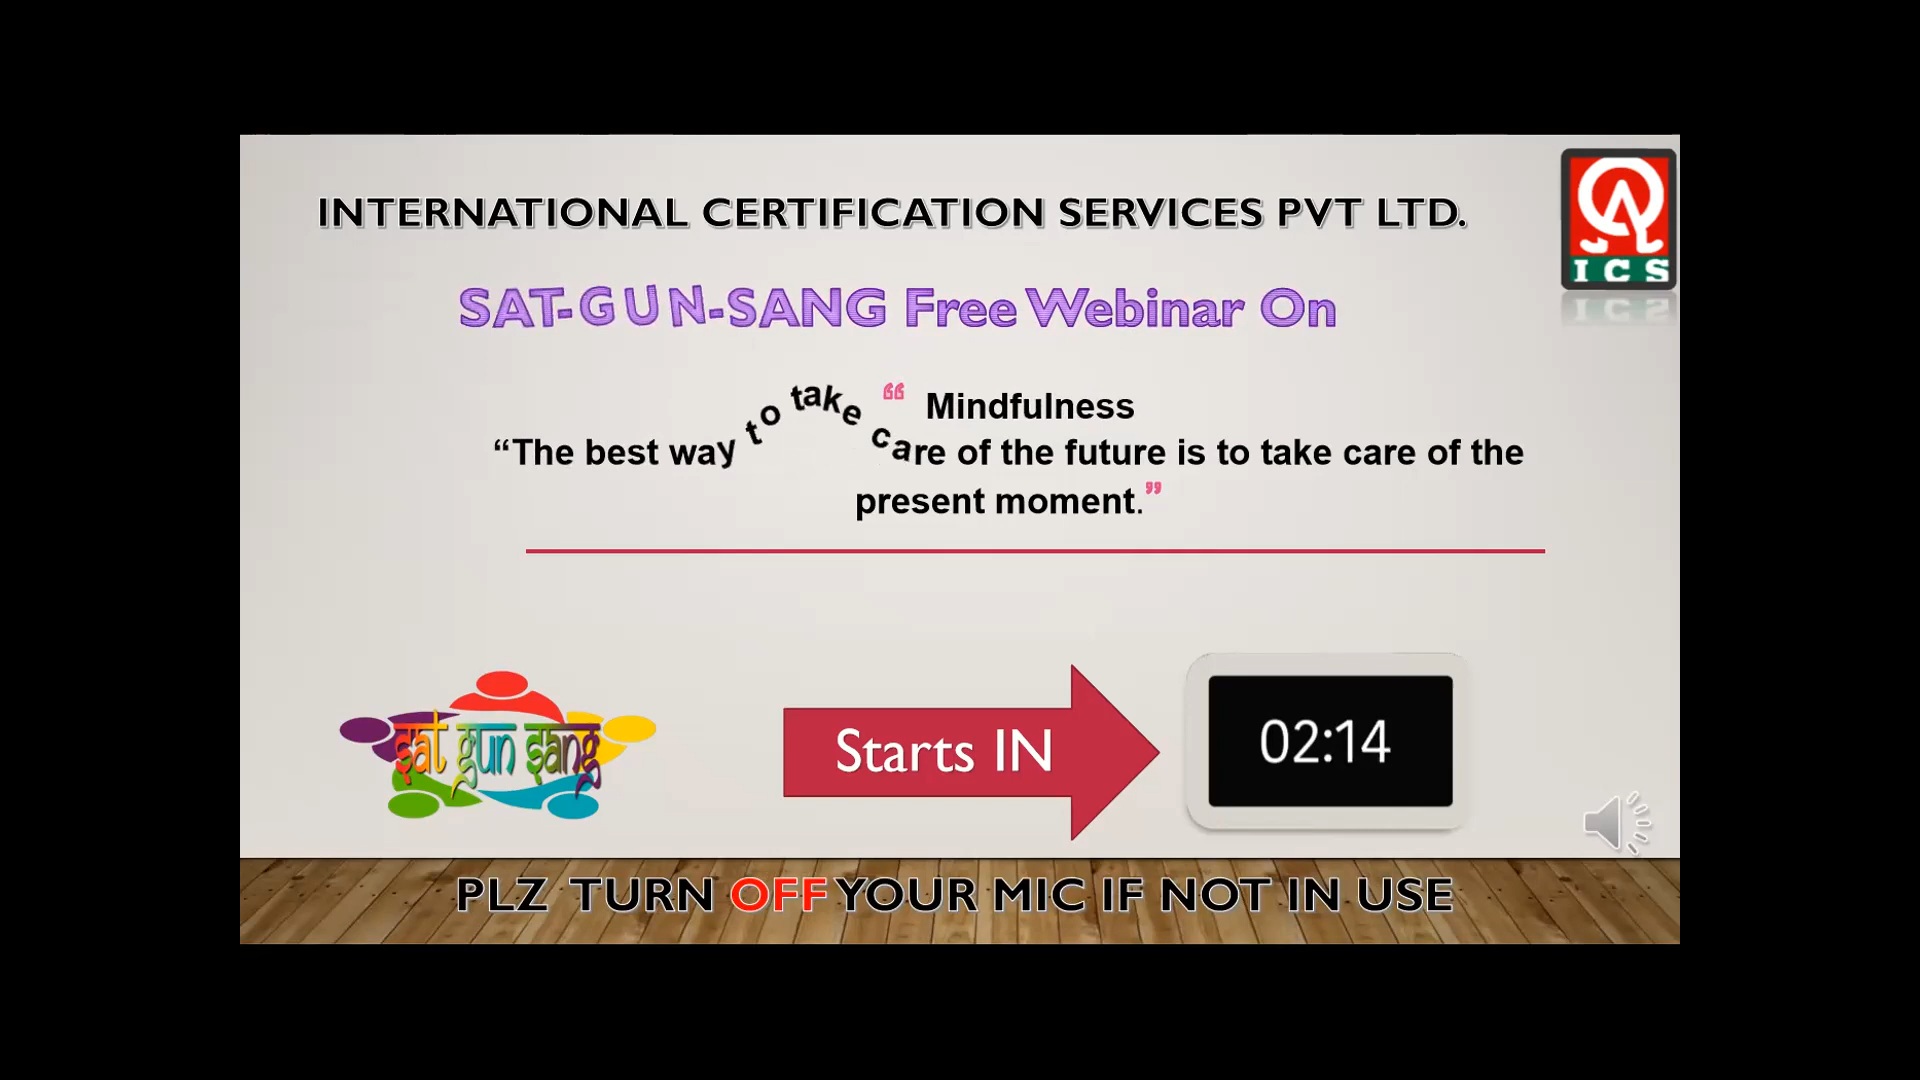 INTERNATIONAL CERTIFICATION SERVICES PVT LTD.
ICS
SAT-GUN-SANG Free Webinar On
“ Mindfulness
“The best way to take care of the future is to take care of the
present moment.”
sat gun sang
Starts IN
02:14
PLZ TURN OFF YOUR MIC IF NOT IN USE